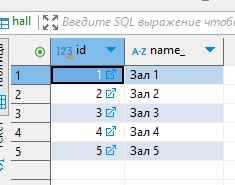 hall Введите SQL выражение чтобы
123 id A-Z name_
1 1 Зал 1
2 2 Зал 2
3 3 Зал 3
4 4 Зал 4
5 5 Зал 5